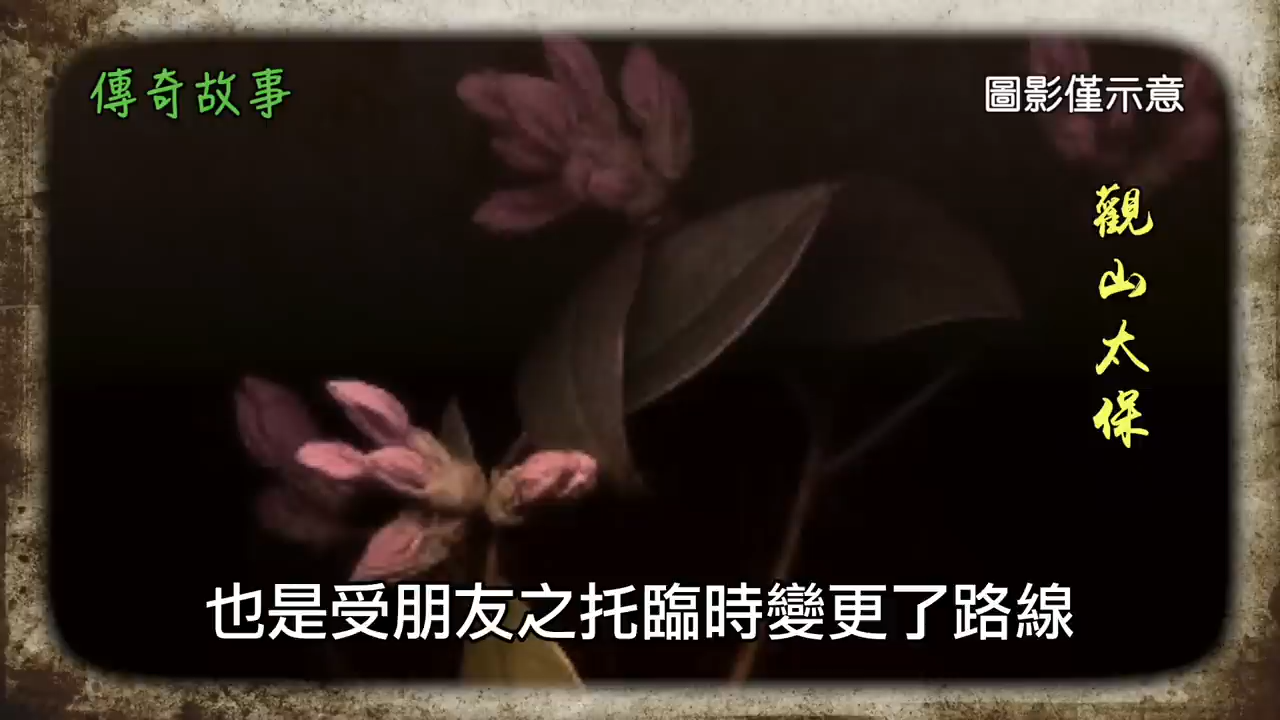 傳奇故事
圖影僅示意
觀山太保
也是受朋友之托臨時變更了路線